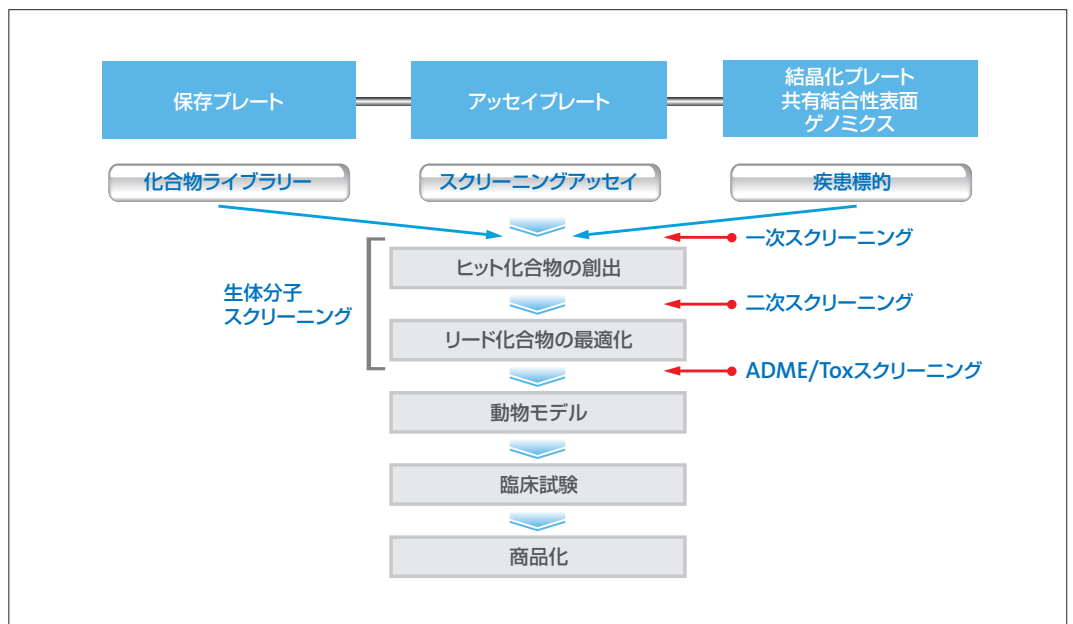 保存プレート
アッセイプレート
結晶化プレート
共有結合性表面
ゲノミクス
化合物ライブラリー
スクリーニングアッセイ
疾患標的
一次スクリーニング
ヒット化合物の創出
生体分子
スクリーニング
二次スクリーニング
リード化合物の最適化
ADME/Toxスクリーニング
動物モデル
臨床試験
商品化